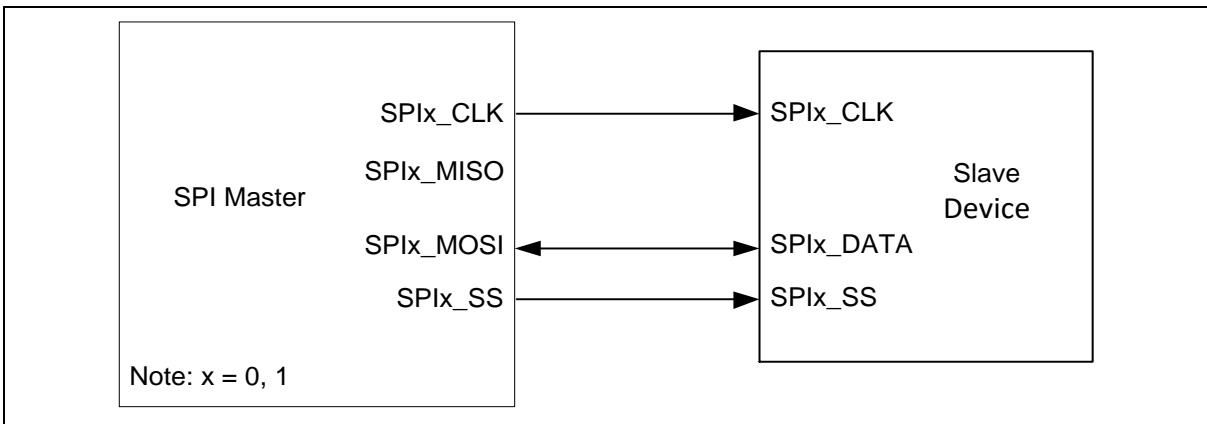 SPI Master
SPIx_CLK
SPIx_MISO
SPIx_MOSI
SPIx_SS
Note: x = 0, 1
SPIx_CLK
SPIx_DATA
SPIx_SS
Slave
Device